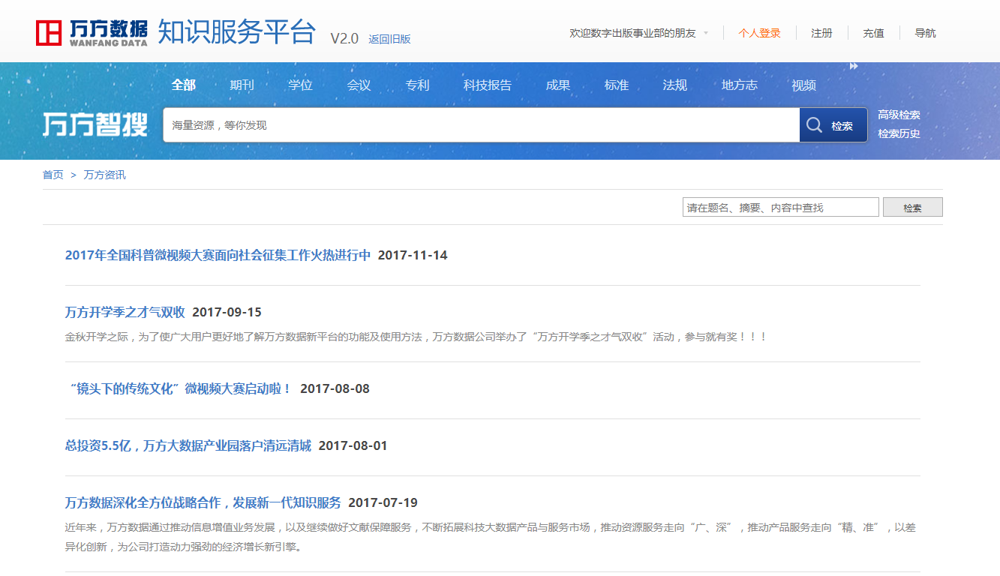 万方数据 WANFANG DATA 知识服务平台 V2.0 返回旧版 欢迎数字出版事业部的朋友 个人登录 注册 充值 导航
全部 期刊 学位 会议 专利 科技报告 成果 标准 法规 地方志 视频
万方智搜 海量资源，等你发现 检索 高级检索
检索历史
首页 > 万方资讯
请在题名、摘要、内容中查找 检索
2017年全国科普微视频大赛面向社会征集工作火热进行中 2017-11-14
万方开学季之才气双收 2017-09-15
金秋开学之际，为了使广大用户更好地了解万方数据新平台的功能及使用方法，万方数据公司举办了“万方开学季之才气双收”活动，参与就有奖！！！
“镜头下的传统文化”微视频大赛启动啦！ 2017-08-08
总投资5.5亿，万方大数据产业园落户清远清城 2017-08-01
万方数据深化全方位战略合作，发展新一代知识服务 2017-07-19
近年来，万方数据通过推动信息增值业务发展，以及继续做好文献保障服务，不断拓展科技大数据产品与服务市场，推动资源服务走向“广、深”，推动产品服务走向“精、准”，以差
异化创新，为公司打造动力强劲的经济增长新引擎。